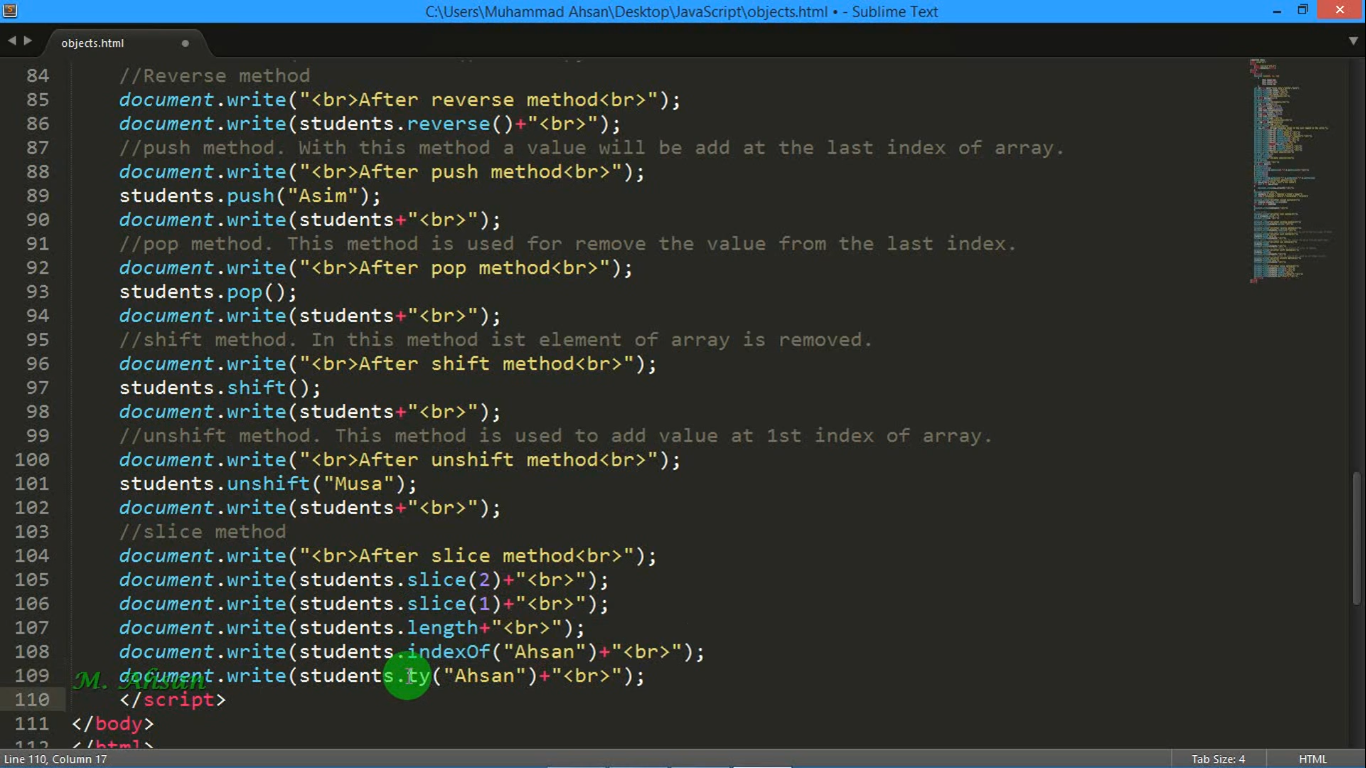 C:\Users\Muhammad Ahsan\Desktop\JavaScript\objects.html • - Sublime Text
objects.html
84 //Reverse method
85 document.write("<br>After reverse method<br>");
86 document.write(students.reverse()+"<br>");
87 //push method. With this method a value will be add at the last index of array.
88 document.write("<br>After push method<br>");
89 students.push("Asim");
90 document.write(students+"<br>");
91 //pop method. This method is used for remove the value from the last index.
92 document.write("<br>After pop method<br>");
93 students.pop();
94 document.write(students+"<br>");
95 //shift method. In this method ist element of array is removed.
96 document.write("<br>After shift method<br>");
97 students.shift();
98 document.write(students+"<br>");
99 //unshift method. This method is used to add value at 1st index of array.
100 document.write("<br>After unshift method<br>");
101 students.unshift("Musa");
102 document.write(students+"<br>");
103 //slice method
104 document.write("<br>After slice method<br>");
105 document.write(students.slice(2)+"<br>");
106 document.write(students.slice(1)+"<br>");
107 document.write(students.length+"<br>");
108 document.write(students.indexOf("Ahsan")+"<br>");
109 document.write(students.ty("Ahsan")+"<br>");
M. Ahsan
110 </script>
111 </body>
112 </html>
Line 110, Column 17
Tab Size: 4
HTML